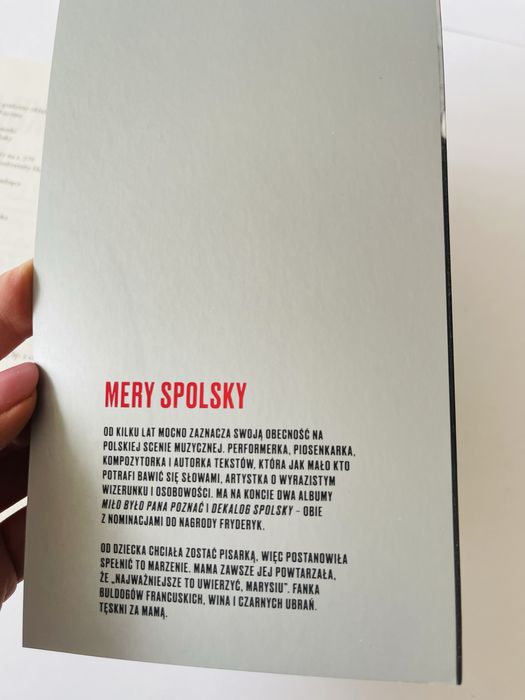 MERY SPOLSKY
OD KILKU LAT MOCNO ZAZNACZA SWOJĄ OBECNOŚĆ NA
POLSKIEJ SCENIE MUZYCZNEJ. PERFORMERKA, PIOSENKARKA,
KOMPOZYTORKA I AUTORKA TEKSTÓW, KTÓRA JAK MAŁO KTO
POTRAFI BAWIĆ SIĘ SŁOWAMI, ARTYSTKA O WYRAZISTYM
WIZERUNKU I OSOBOWOŚCI. MA NA KONCIE DWA ALBUMY
MIŁO BYŁO PANA POZNAĆ I DEKALOG SPOLSKY – OBIE
Z NOMINACJAMI DO NAGRODY FRYDERYK.
OD DZIECKA CHCIAŁA ZOSTAĆ PISARKĄ, WIĘC POSTANOWIŁA
SPEŁNIĆ TO MARZENIE. MAMA ZAWSZE JEJ POWTARZAŁA,
ŻE „NAJWAŻNIEJSZE TO UWIERZYĆ, MARYSIU”. FANKA
BULDOGÓW FRANCUSKICH, WINA I CZARNYCH UBRAŃ.
TĘSKNI ZA MAMĄ.